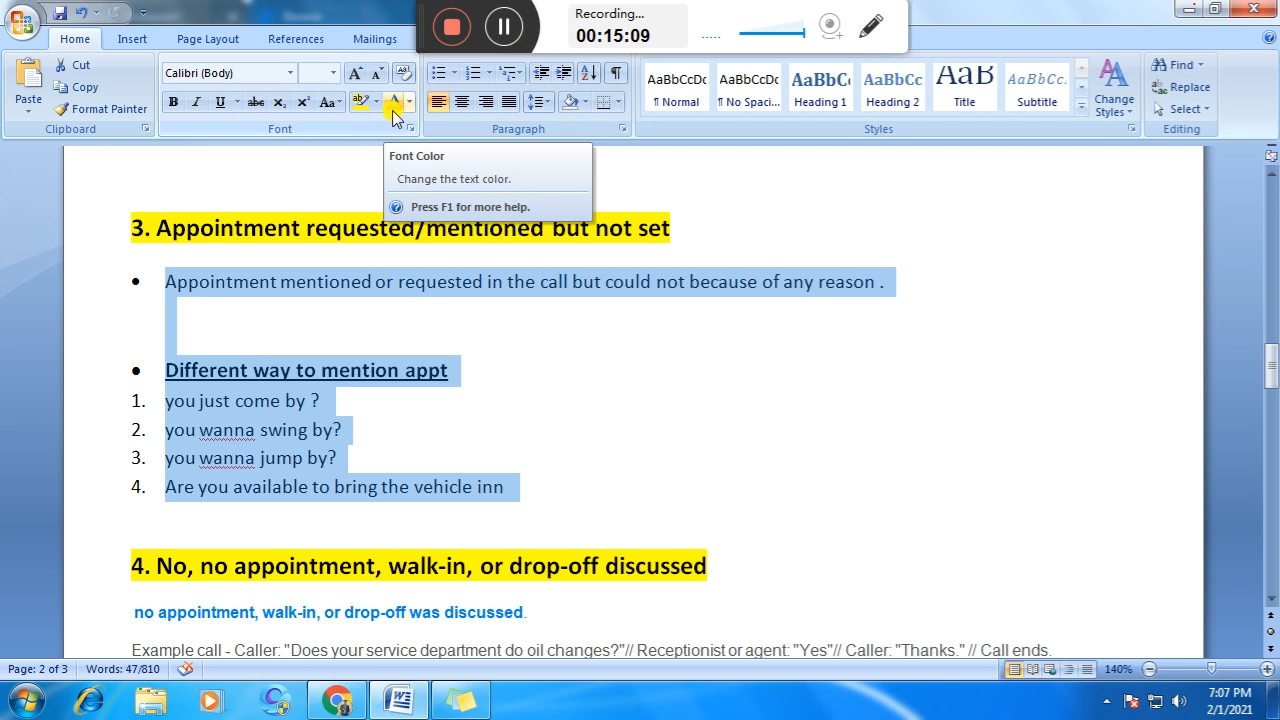 Recording...
00:15:09
Home Insert Page Layout References Mailings
Paste
Cut
Copy
Format Painter
Clipboard
Calibri (Body)
B I U abc X₂ X² Aa
Font
Paragraph
AaBbCcDc AaBbCcDc AaBbC AaBbCc AaB AaBbCc.
¶ Normal ¶ No Spaci... Heading 1 Heading 2 Title Subtitle
Change Styles
Styles
Find
Replace
Select
Editing
Font Color
Change the text color.
Press F1 for more help.
3. Appointment requested/mentioned but not set
• Appointment mentioned or requested in the call but could not because of any reason .
• Different way to mention appt
1. you just come by ?
2. you wanna swing by?
3. you wanna jump by?
4. Are you available to bring the vehicle inn
4. No, no appointment, walk-in, or drop-off discussed
no appointment, walk-in, or drop-off was discussed.
Example call - Caller: "Does your service department do oil changes?"// Receptionist or agent: "Yes"// Caller: "Thanks." // Call ends.
Page: 2 of 3 Words: 47/810
140%
7:07 PM
2/1/2021